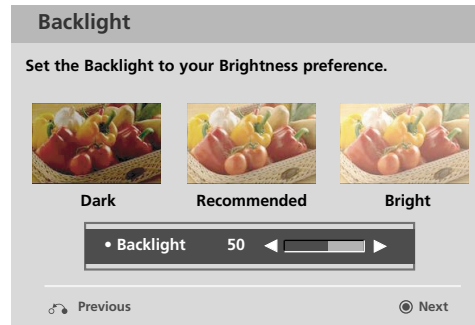 Backlight
Set the Backlight to your Brightness preference.
Dark Recommended Bright
• Backlight 50
Previous Next